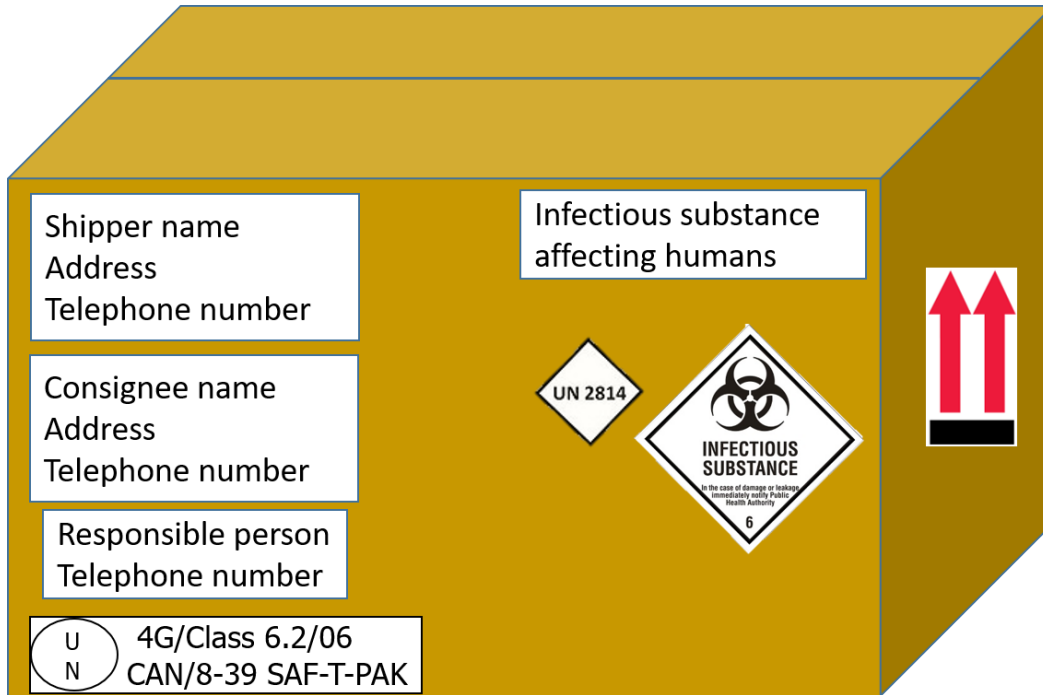 Shipper name
Address
Telephone number
Infectious substance
affecting humans
Consignee name
Address
Telephone number
UN 2814
INFECTIOUS
SUBSTANCE
In the case of damage or leakage
immediately notify Public
Health Authority
6
Responsible person
Telephone number
U
N
4G/Class 6.2/06
CAN/8-39 SAF-T-PAK